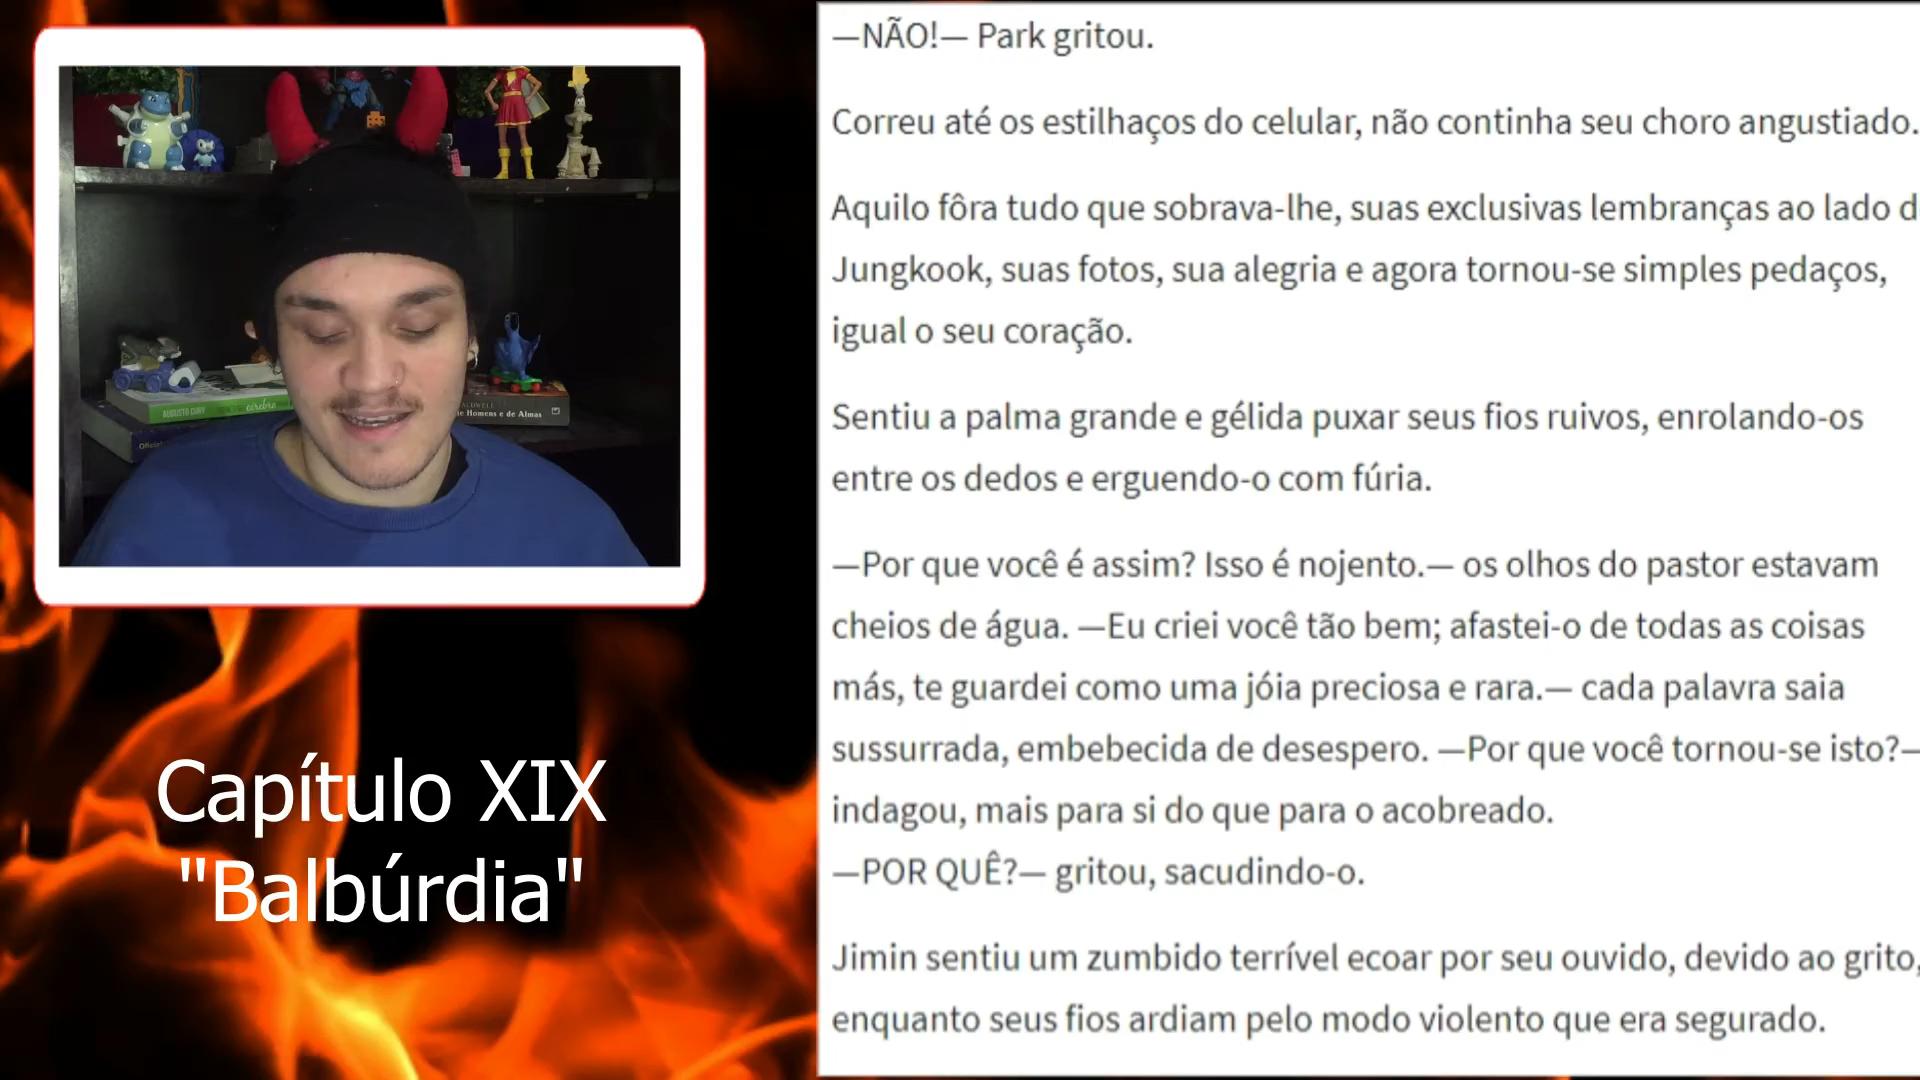 —NÃO!— Park gritou.
Correu até os estilhaços do celular, não continha seu choro angustiado.
Aquilo fôra tudo que sobrava-lhe, suas exclusivas lembranças ao lado d
Jungkook, suas fotos, sua alegria e agora tornou-se simples pedaços,
igual o seu coração.
Sentiu a palma grande e gélida puxar seus fios ruivos, enrolando-os
entre os dedos e erguendo-o com fúria.
—Por que você é assim? Isso é nojento.— os olhos do pastor estavam
cheios de água. —Eu criei você tão bem; afastei-o de todas as coisas
más, te guardei como uma jóia preciosa e rara.— cada palavra saia
sussurrada, embebecida de desespero. —Por que você tornou-se isto?—
indagou, mais para si do que para o acobreado.
—POR QUÊ?— gritou, sacudindo-o.
Jimin sentiu um zumbido terrível ecoar por seu ouvido, devido ao grito,
enquanto seus fios ardiam pelo modo violento que era segurado.
AUGUSTO CURY
cérebro
e Homens e de Almas
Capítulo XIX
"Balbúrdia"